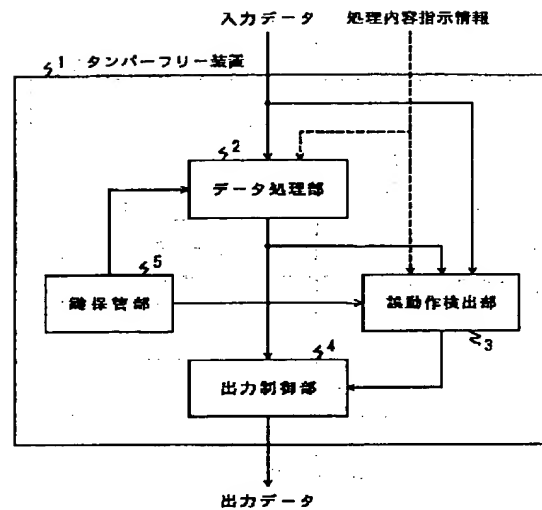 入力データ
処理内容指示情報
1 タンパーフリー装置
2
データ処理部
5
鍵保管部
誤動作検出部
3
4
出力制御部
出力データ